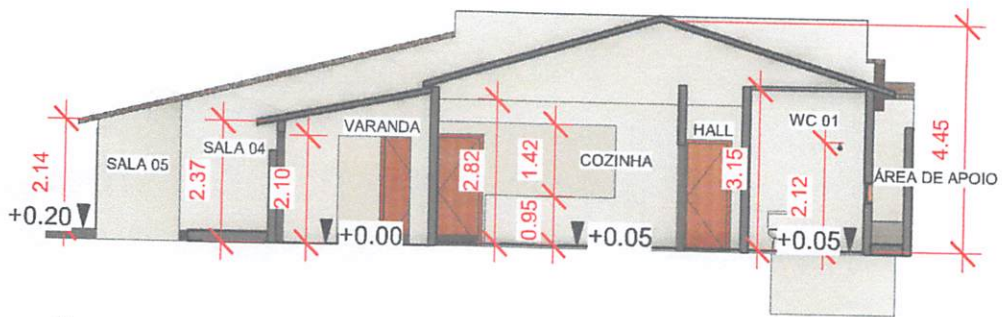 2.14
+0.20
SALA 05
2.37
SALA 04
2.10
VARANDA
+0.00
2.82
1.42
0.95
COZINHA
+0.05
HALL
3.15
WC 01
2.12
+0.05
ÁREA DE APOIO
4.45